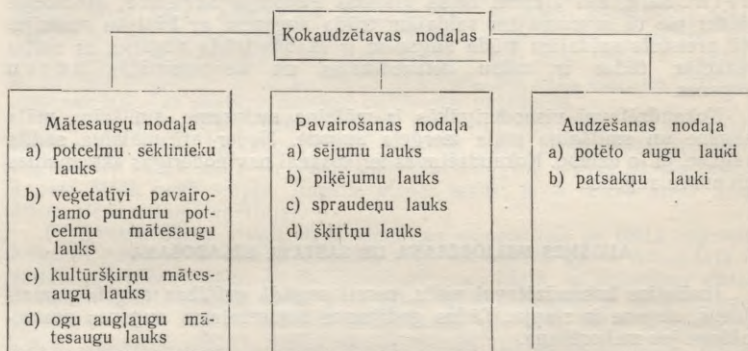 Kokaudzētavas nodaļas
Mātesaugu nodaļa
a) potcelmu sēklinieku
lauks
b) veģetatīvi pavairo-
jamo punduru pot-
celmu mātesaugu
lauks
c) kultūršķirņu mātes-
augu lauks
d) ogu augļaugu mā-
tesaugu lauks
Pavairošanas nodaļa
a) sējumu lauks
b) piķējumu lauks
c) spraudeņu lauks
d) šķirtņu lauks
Audzēšanas nodaļa
a) potēto augu lauki
b) patsakņu lauki